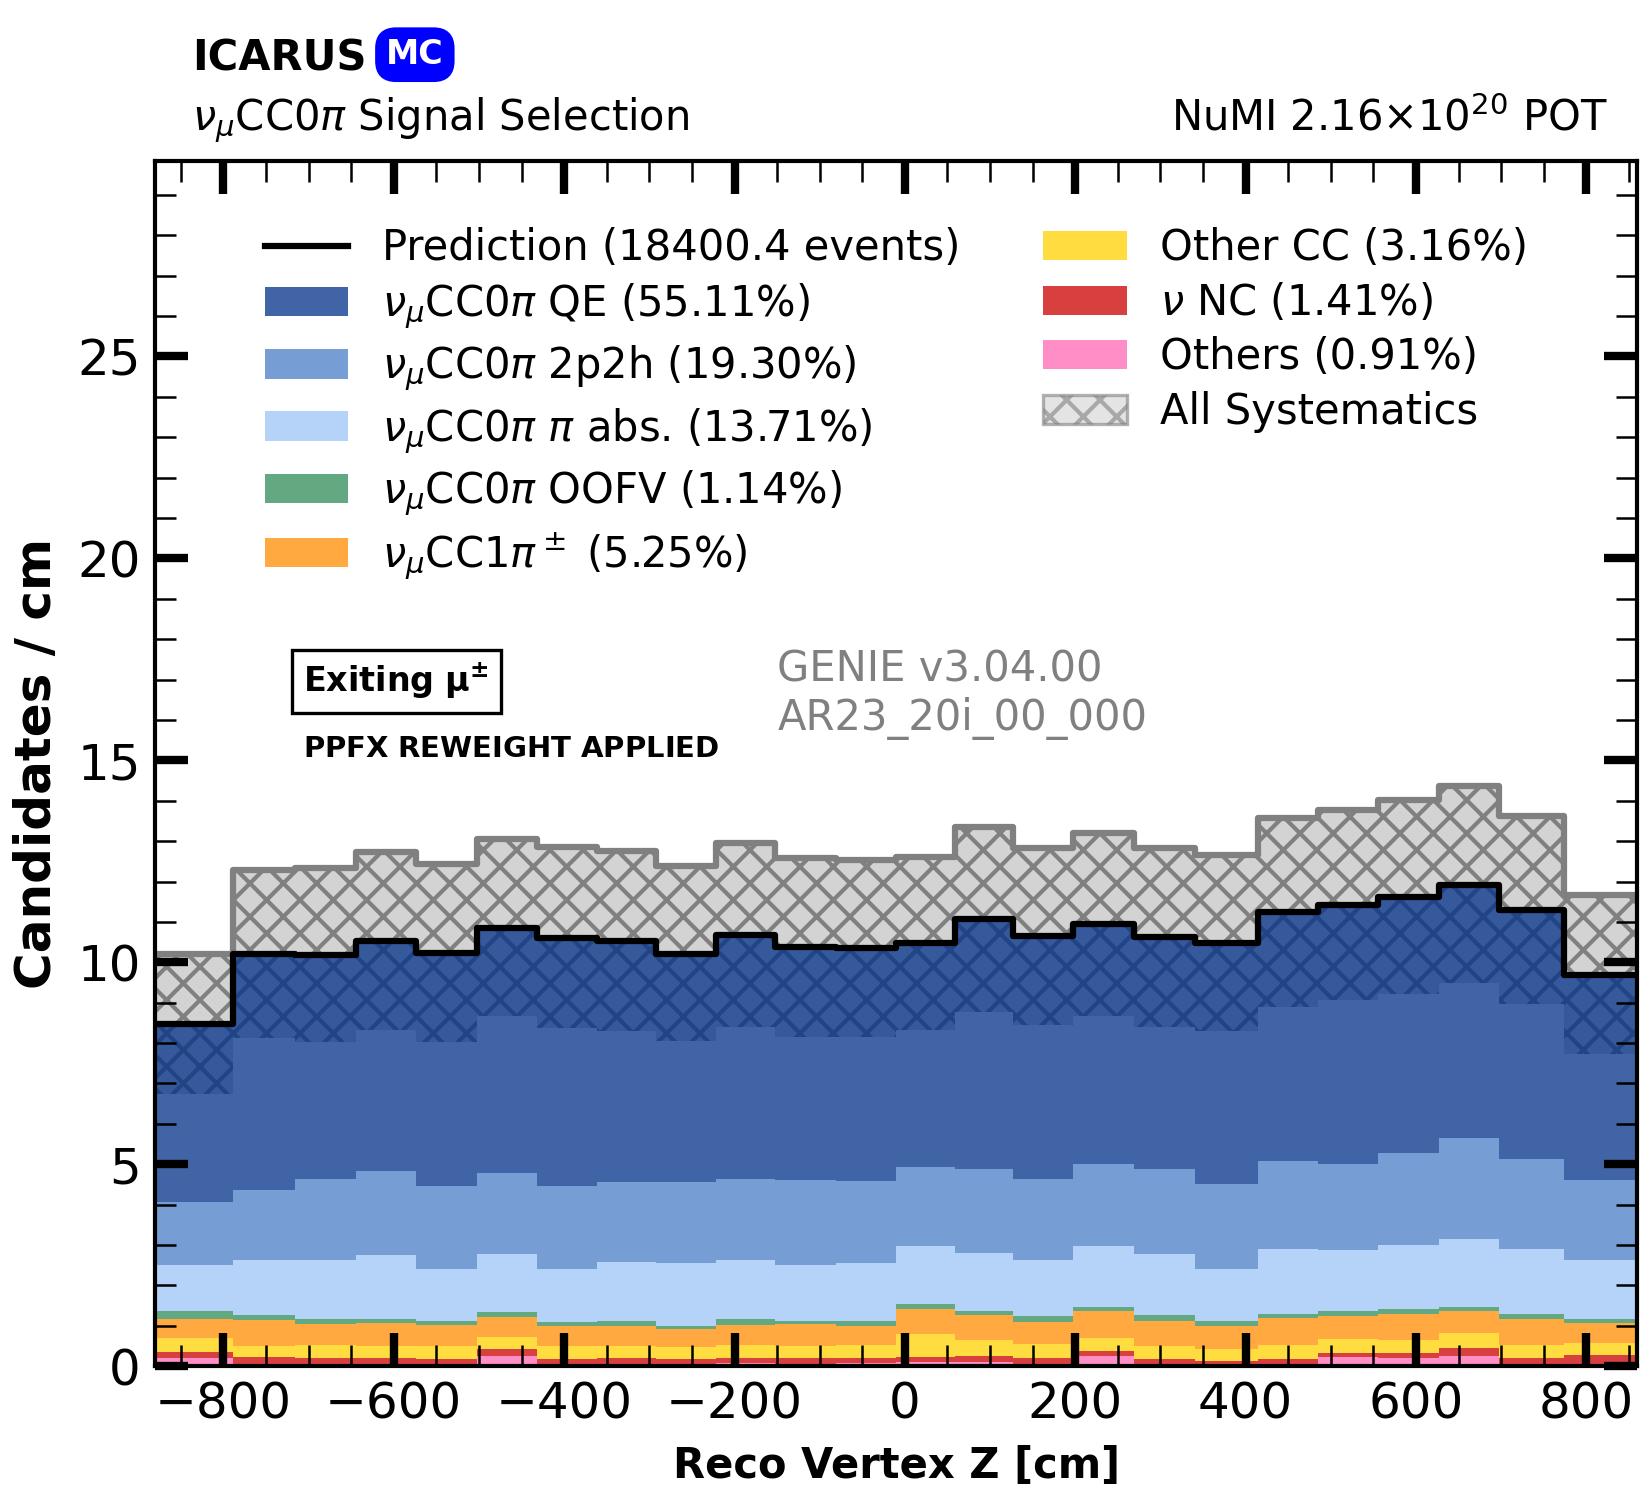 ICARUS MC
νμCC0π Signal Selection
NuMI 2.16×10²⁰ POT
Prediction (18400.4 events)
νμCC0π QE (55.11%)
νμCC0π 2p2h (19.30%)
νμCC0π π abs. (13.71%)
νμCC0π OOFV (1.14%)
νμCC1π± (5.25%)
Other CC (3.16%)
ν NC (1.41%)
Others (0.91%)
All Systematics
Exiting μ±
PPFX REWEIGHT APPLIED
GENIE v3.04.00
AR23_20i_00_000
Candidates / cm
25
20
15
10
5
0
−800 −600 −400 −200 0 200 400 600 800
Reco Vertex Z [cm]